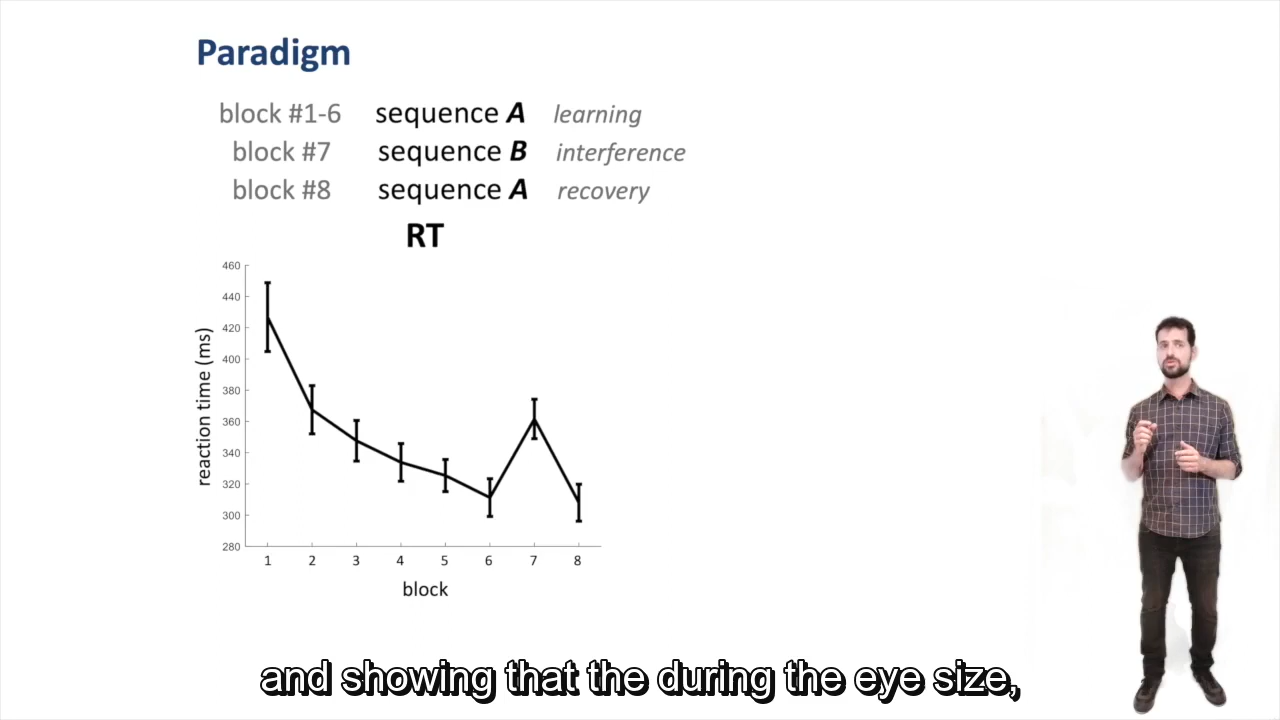 Paradigm
block #1-6 sequence A learning
block #7 sequence B interference
block #8 sequence A recovery
RT
460
440
420
400
380
360
340
320
300
280
reaction time (ms)
1 2 3 4 5 6 7 8
block
and showing that the during the eye size,